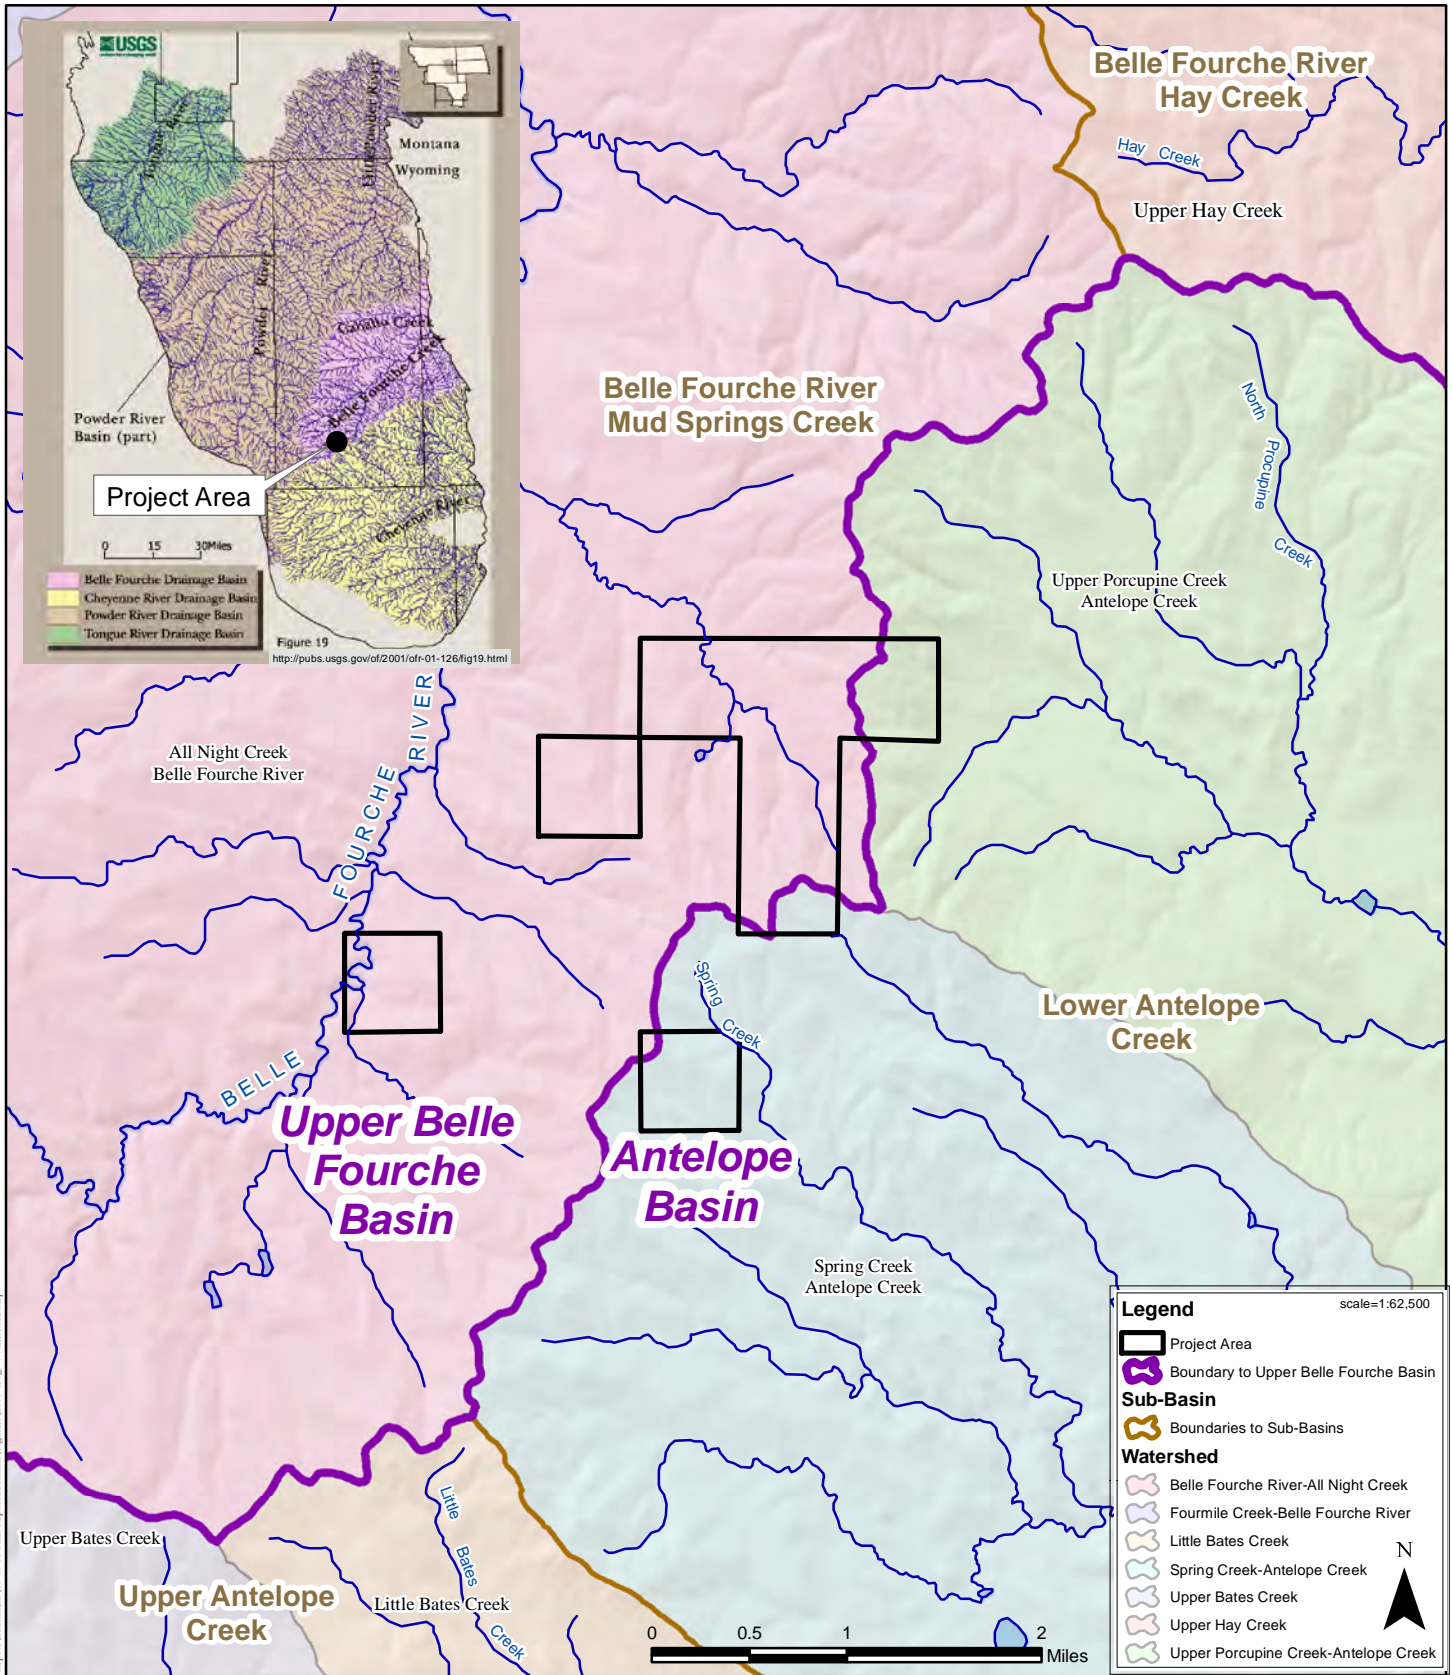 USGS
Tongue River
Little Powder River
Montana
Wyoming
Powder River
Caballo Creek
Belle Fourche Creek
Cheyenne River
Powder River
Basin (part)
Project Area
0 15 30Miles
Belle Fourche Drainage Basin
Cheyenne River Drainage Basin
Powder River Drainage Basin
Tongue River Drainage Basin
Figure 19
http://pubs.usgs.gov/of/2001/ofr-01-126/fig19.html
Belle Fourche River
Hay Creek
Hay Creek
Upper Hay Creek
Belle Fourche River
Mud Springs Creek
North Procupine Creek
Upper Porcupine Creek
Antelope Creek
All Night Creek
Belle Fourche River
BELLE FOURCHE RIVER
Spring Creek
Lower Antelope
Creek
Upper Belle
Fourche
Basin
Antelope
Basin
Spring Creek
Antelope Creek
Upper Bates Creek
Upper Antelope
Creek
Little Bates Creek
Little Bates Creek
0 0.5 1 2
Miles
Legend
scale=1:62,500
Project Area
Boundary to Upper Belle Fourche Basin
Sub-Basin
Boundaries to Sub-Basins
Watershed
Belle Fourche River-All Night Creek
Fourmile Creek-Belle Fourche River
Little Bates Creek
Spring Creek-Antelope Creek
Upper Bates Creek
Upper Hay Creek
Upper Porcupine Creek-Antelope Creek
N